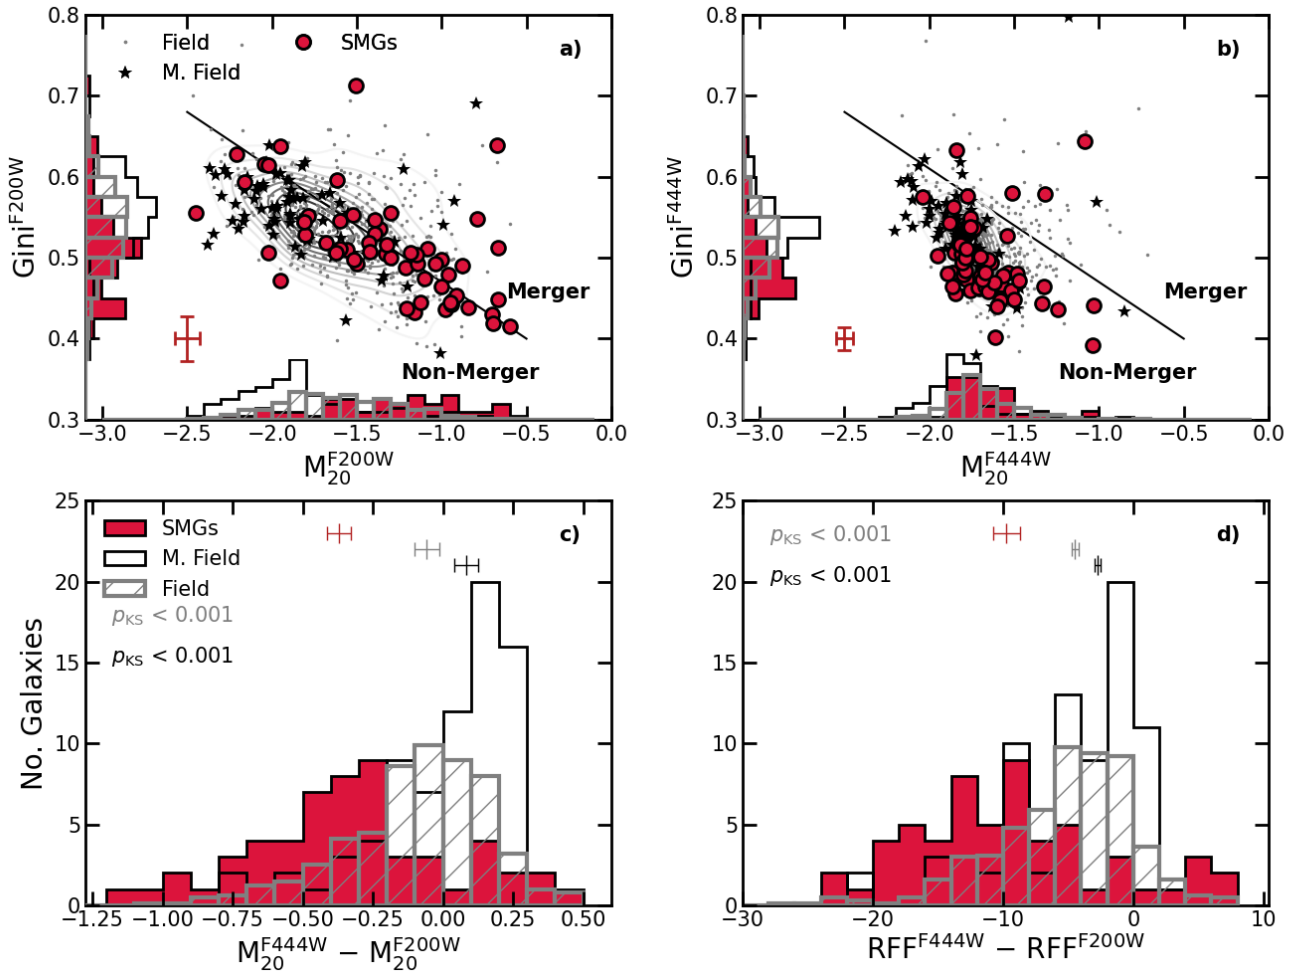 0.8
0.7
0.6
0.5
0.4
0.3
Gini^F200W
Field
SMGs
M. Field
a)
Merger
Non-Merger
−3.0 −2.5 −2.0 −1.5 −1.0 −0.5 0.0
M_20^F200W
0.8
0.7
0.6
0.5
0.4
0.3
Gini^F444W
b)
Merger
Non-Merger
−3.0 −2.5 −2.0 −1.5 −1.0 −0.5 0.0
M_20^F444W
25
20
15
10
5
0
No. Galaxies
SMGs
M. Field
Field
p_KS < 0.001
p_KS < 0.001
c)
−1.25 −1.00 −0.75 −0.50 −0.25 0.00 0.25 0.50
M_20^F444W − M_20^F200W
25
20
15
10
5
0
p_KS < 0.001
p_KS < 0.001
d)
−30 −20 −10 0 10
RFF^F444W − RFF^F200W